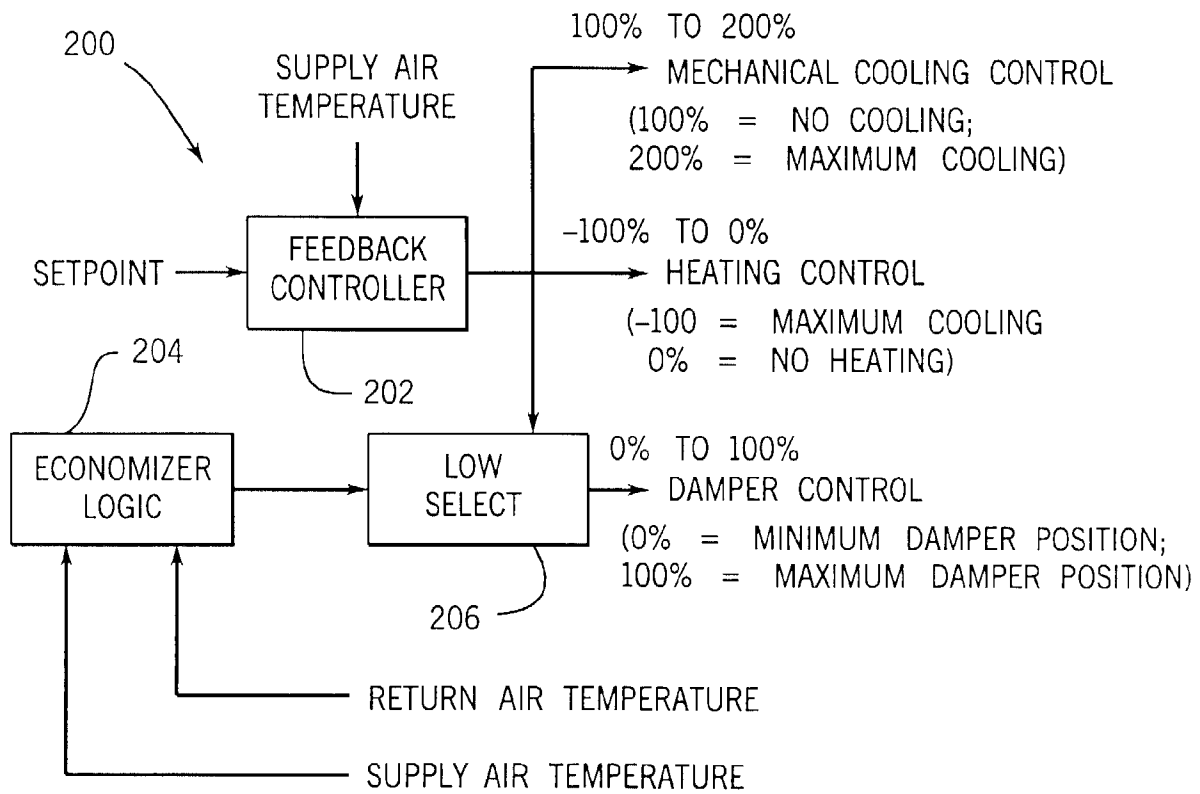 200
SUPPLY AIR
TEMPERATURE
100% TO 200%
MECHANICAL COOLING CONTROL
(100% = NO COOLING;
200% = MAXIMUM COOLING)
SETPOINT
FEEDBACK
CONTROLLER
202
–100% TO 0%
HEATING CONTROL
(–100 = MAXIMUM COOLING
0% = NO HEATING)
204
ECONOMIZER
LOGIC
LOW
SELECT
206
0% TO 100%
DAMPER CONTROL
(0% = MINIMUM DAMPER POSITION;
100% = MAXIMUM DAMPER POSITION)
RETURN AIR TEMPERATURE
SUPPLY AIR TEMPERATURE